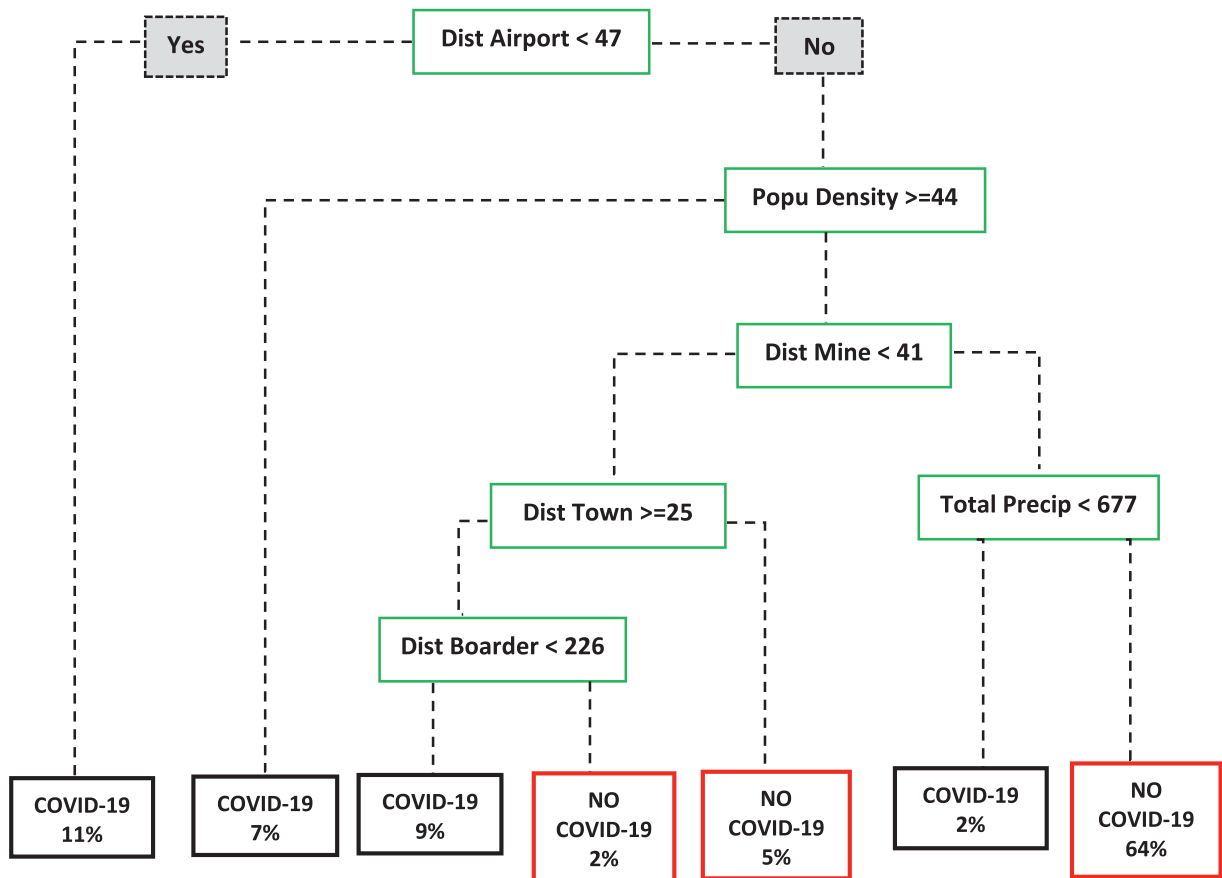 Yes
Dist Airport < 47
No
Popu Density >=44
Dist Mine < 41
Dist Town >=25
Total Precip < 677
Dist Boarder < 226
COVID-19
11%
COVID-19
7%
COVID-19
9%
NO
COVID-19
2%
NO
COVID-19
5%
COVID-19
2%
NO
COVID-19
64%